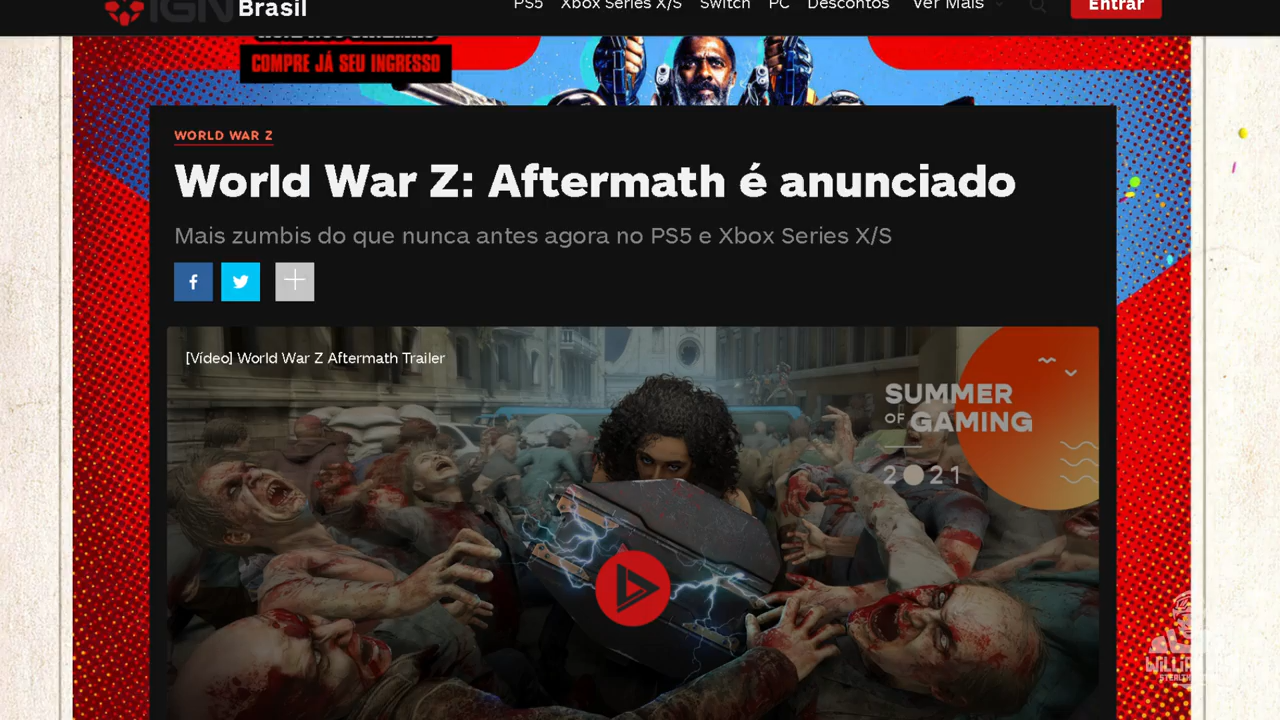 IGN Brasil
PS5 Xbox Series X/S Switch PC Descontos Ver Mais
Entrar
COMPRE JÁ SEU INGRESSO
WORLD WAR Z
World War Z: Aftermath é anunciado
Mais zumbis do que nunca antes agora no PS5 e Xbox Series X/S
[Vídeo] World War Z Aftermath Trailer
SUMMER
OF GAMING
2021